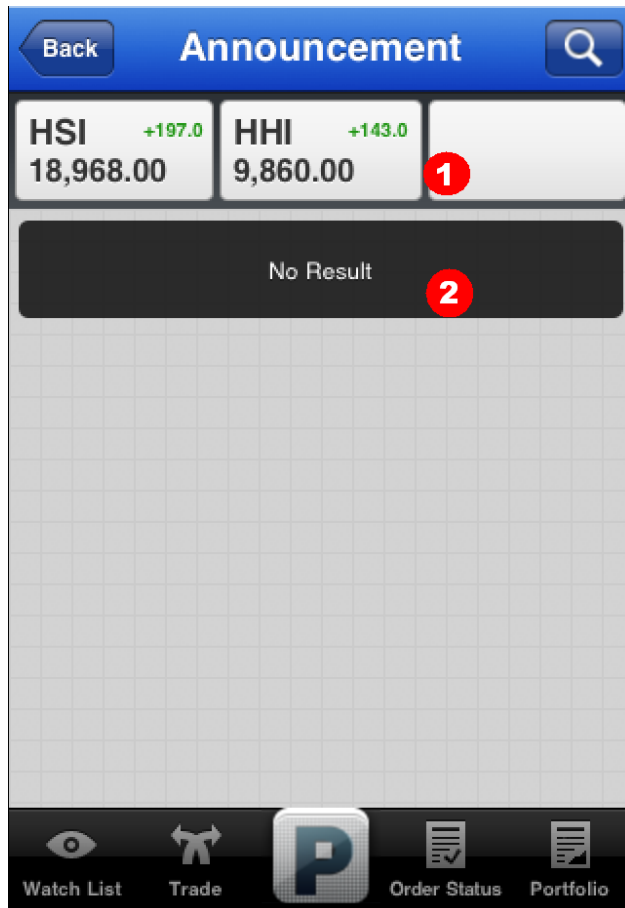 Back
Announcement
HSI +197.0
18,968.00
HHI +143.0
9,860.00
1
No Result
2
P
Watch List
Trade
Order Status
Portfolio